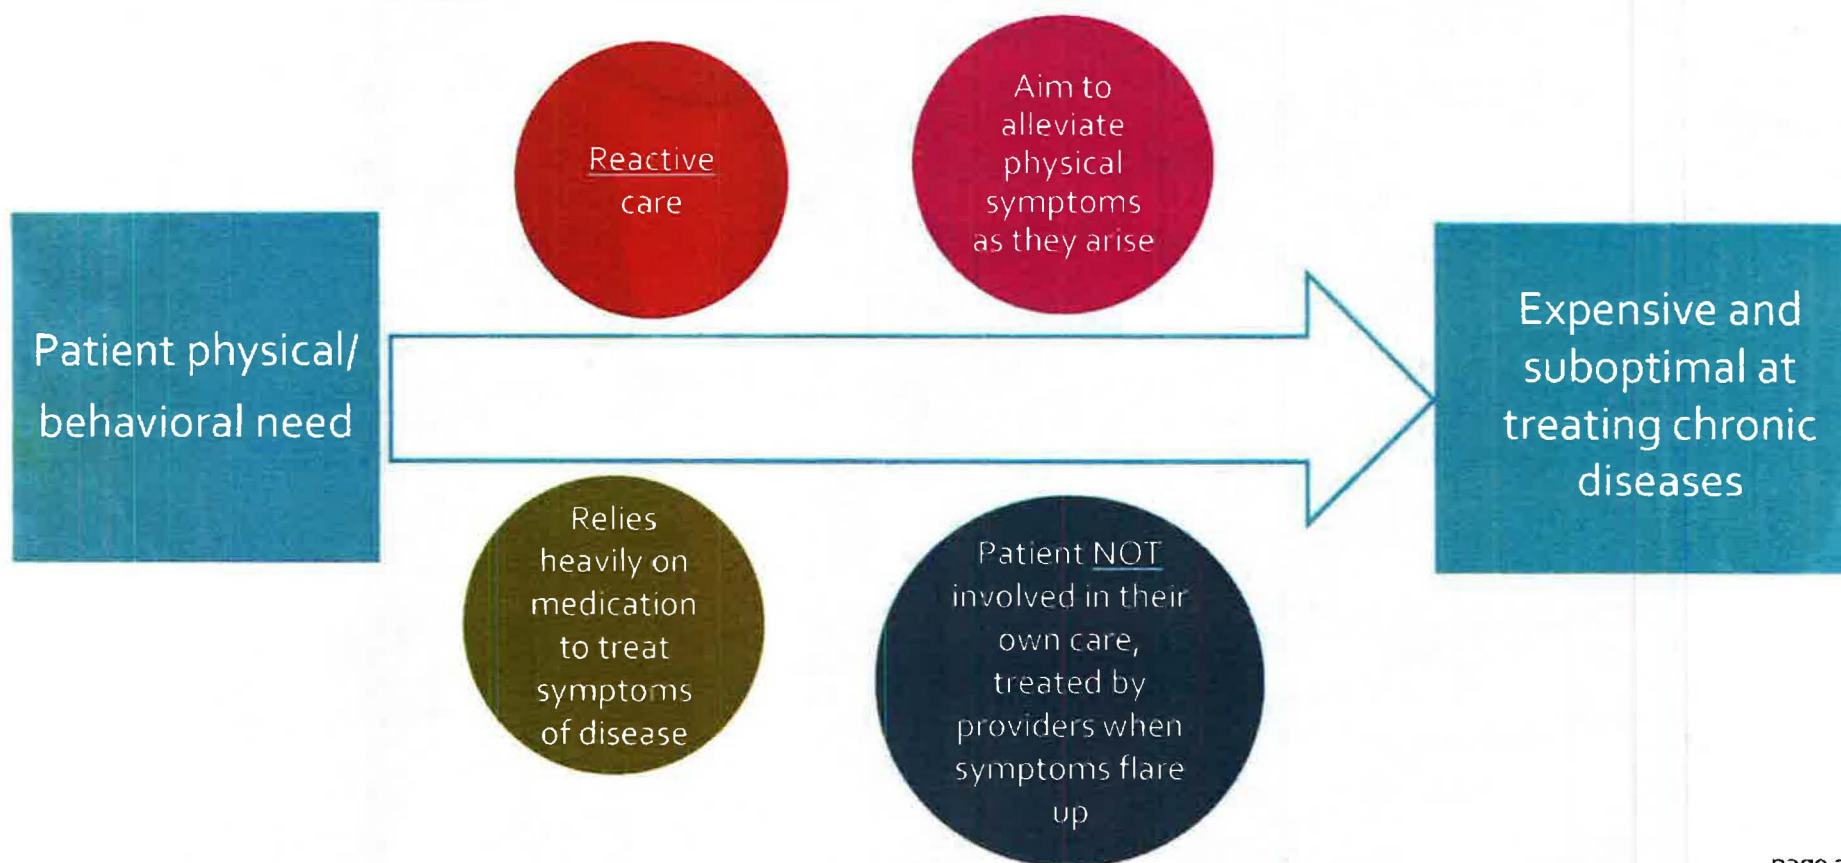 Patient physical/
behavioral need
Reactive
care
Aim to
alleviate
physical
symptoms
as they arise
Relies
heavily on
medication
to treat
symptoms
of disease
Patient NOT
involved in their
own care,
treated by
providers when
symptoms flare
up
Expensive and
suboptimal at
treating chronic
diseases